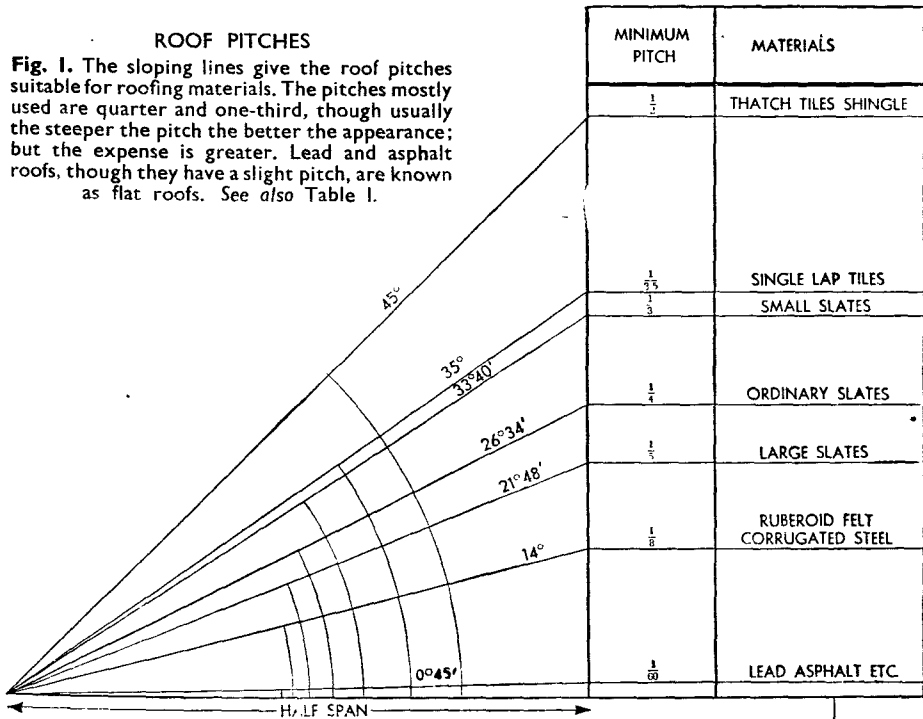 ROOF PITCHES
Fig. I. The sloping lines give the roof pitches
suitable for roofing materials. The pitches mostly
used are quarter and one-third, though usually
the steeper the pitch the better the appearance;
but the expense is greater. Lead and asphalt
roofs, though they have a slight pitch, are known
as flat roofs. See also Table I.
MINIMUM
PITCH
MATERIALS
1/2 THATCH TILES SHINGLE
45°
SINGLE LAP TILES
1/3 SMALL SLATES
35°
33°40'
1/4 ORDINARY SLATES
26°34'
1/5 LARGE SLATES
21°48'
RUBEROID FELT
1/8 CORRUGATED STEEL
14°
1/60 LEAD ASPHALT ETC
0°45'
HALF SPAN